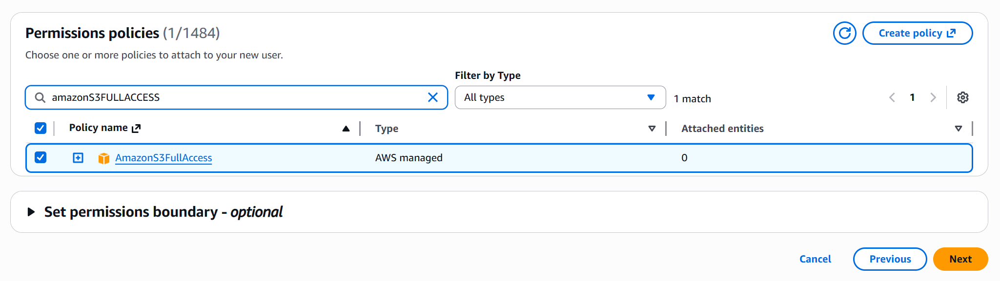 Permissions policies (1/1484)
Create policy
Choose one or more policies to attach to your new user.
Filter by Type
amazonS3FULLACCESS
All types
1 match
1
Policy name
Type
Attached entities
AmazonS3FullAccess
AWS managed
0
Set permissions boundary - optional
Cancel
Previous
Next